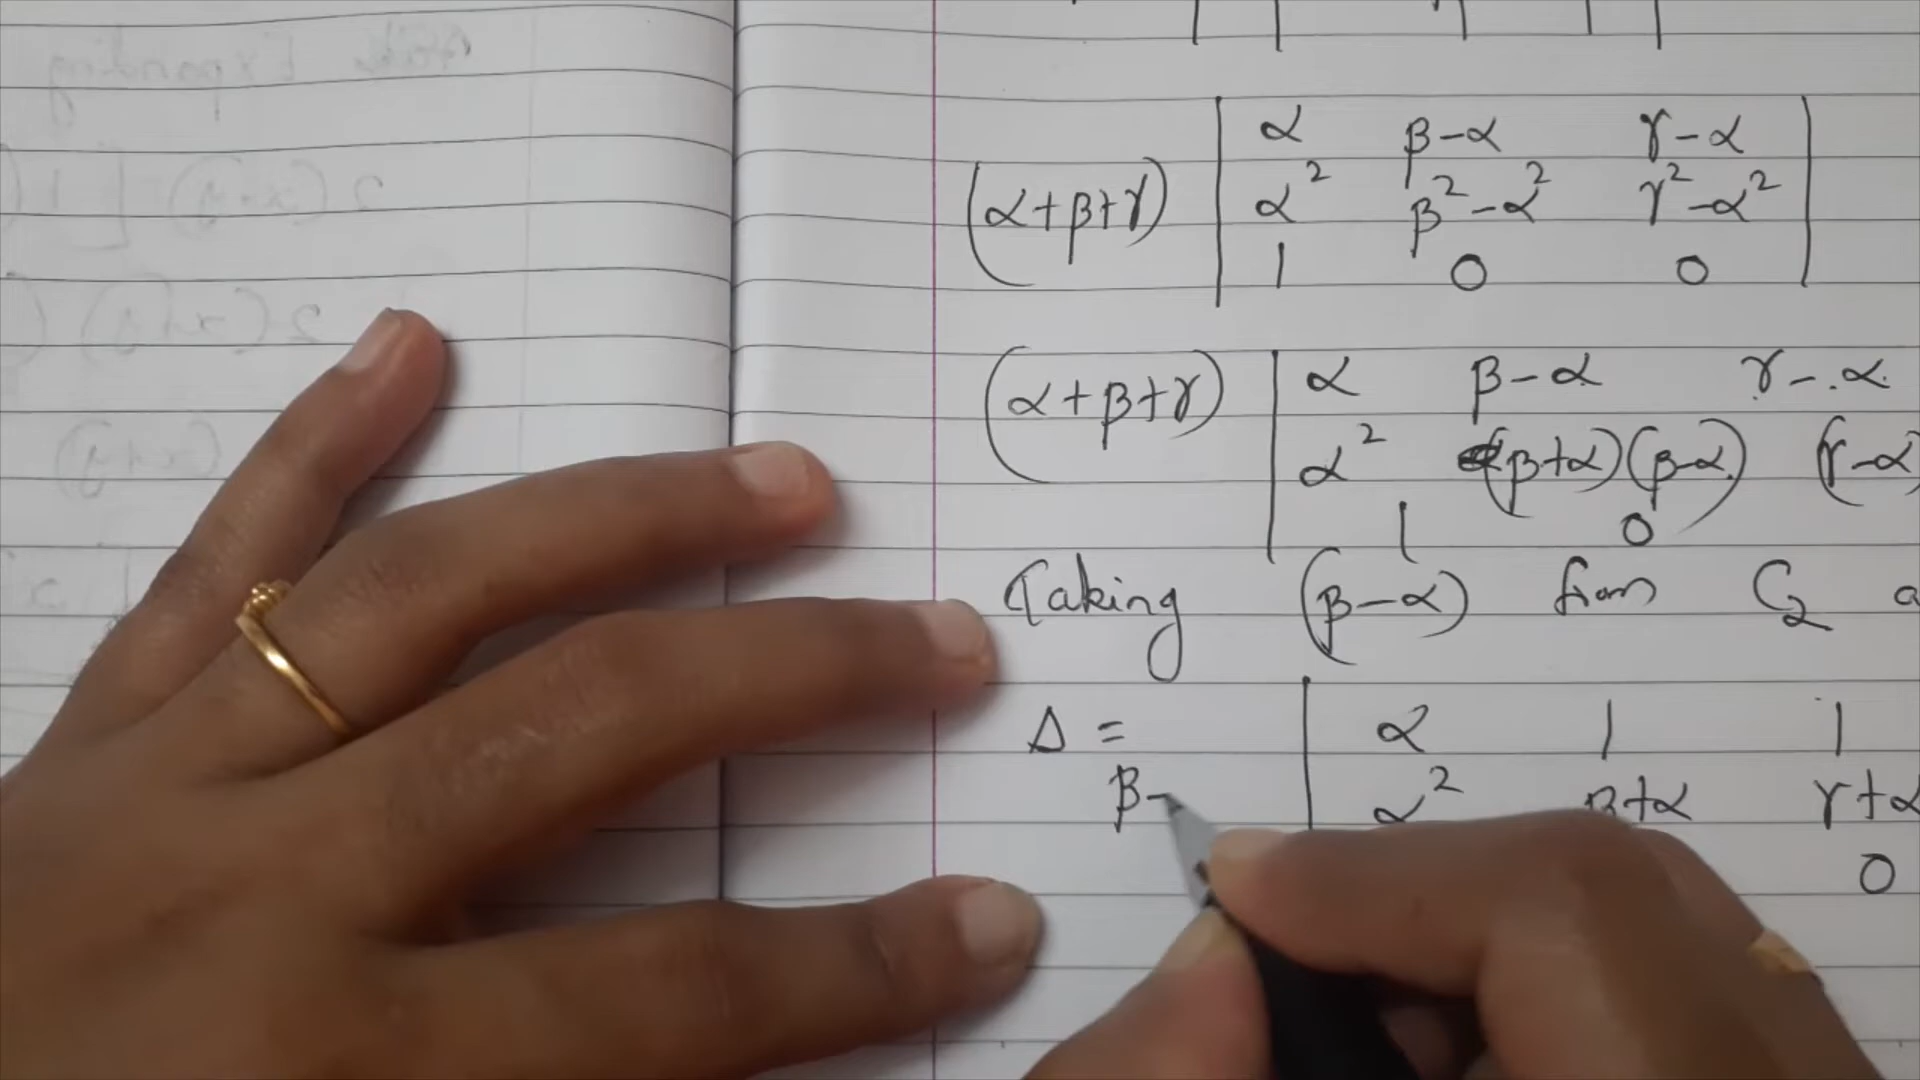 α β-α γ-α
(α+β+γ) α² β²-α² γ²-α²
1 0 0
α β-α γ-α
(α+β+γ) α² (β+α)(β-α) (γ-α)
1 0
Taking (β-α) from C₂
Δ = α 1 1
β- α² β+α γ+α
0